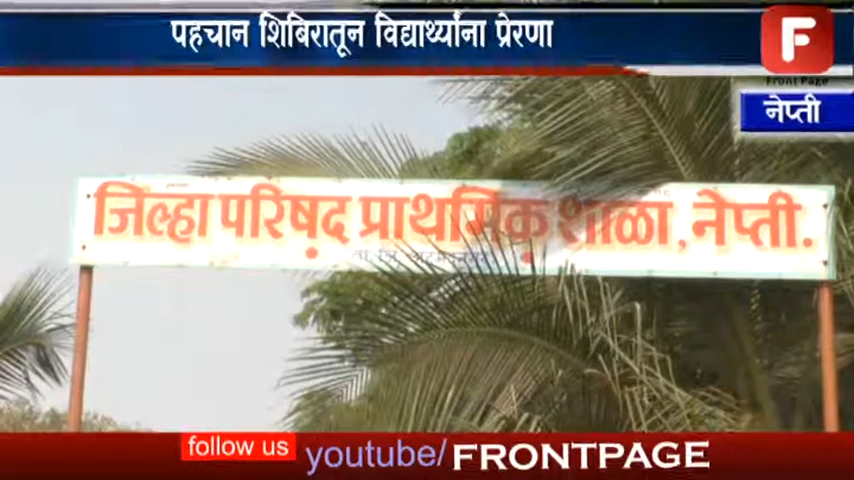 पहचान शिबिरातून विद्यार्थ्यांना प्रेरणा
F
Front Page
नेप्ती
जिल्हा परिषद प्राथमिक शाळा, नेप्ती.
follow us
youtube/FRONTPAGE